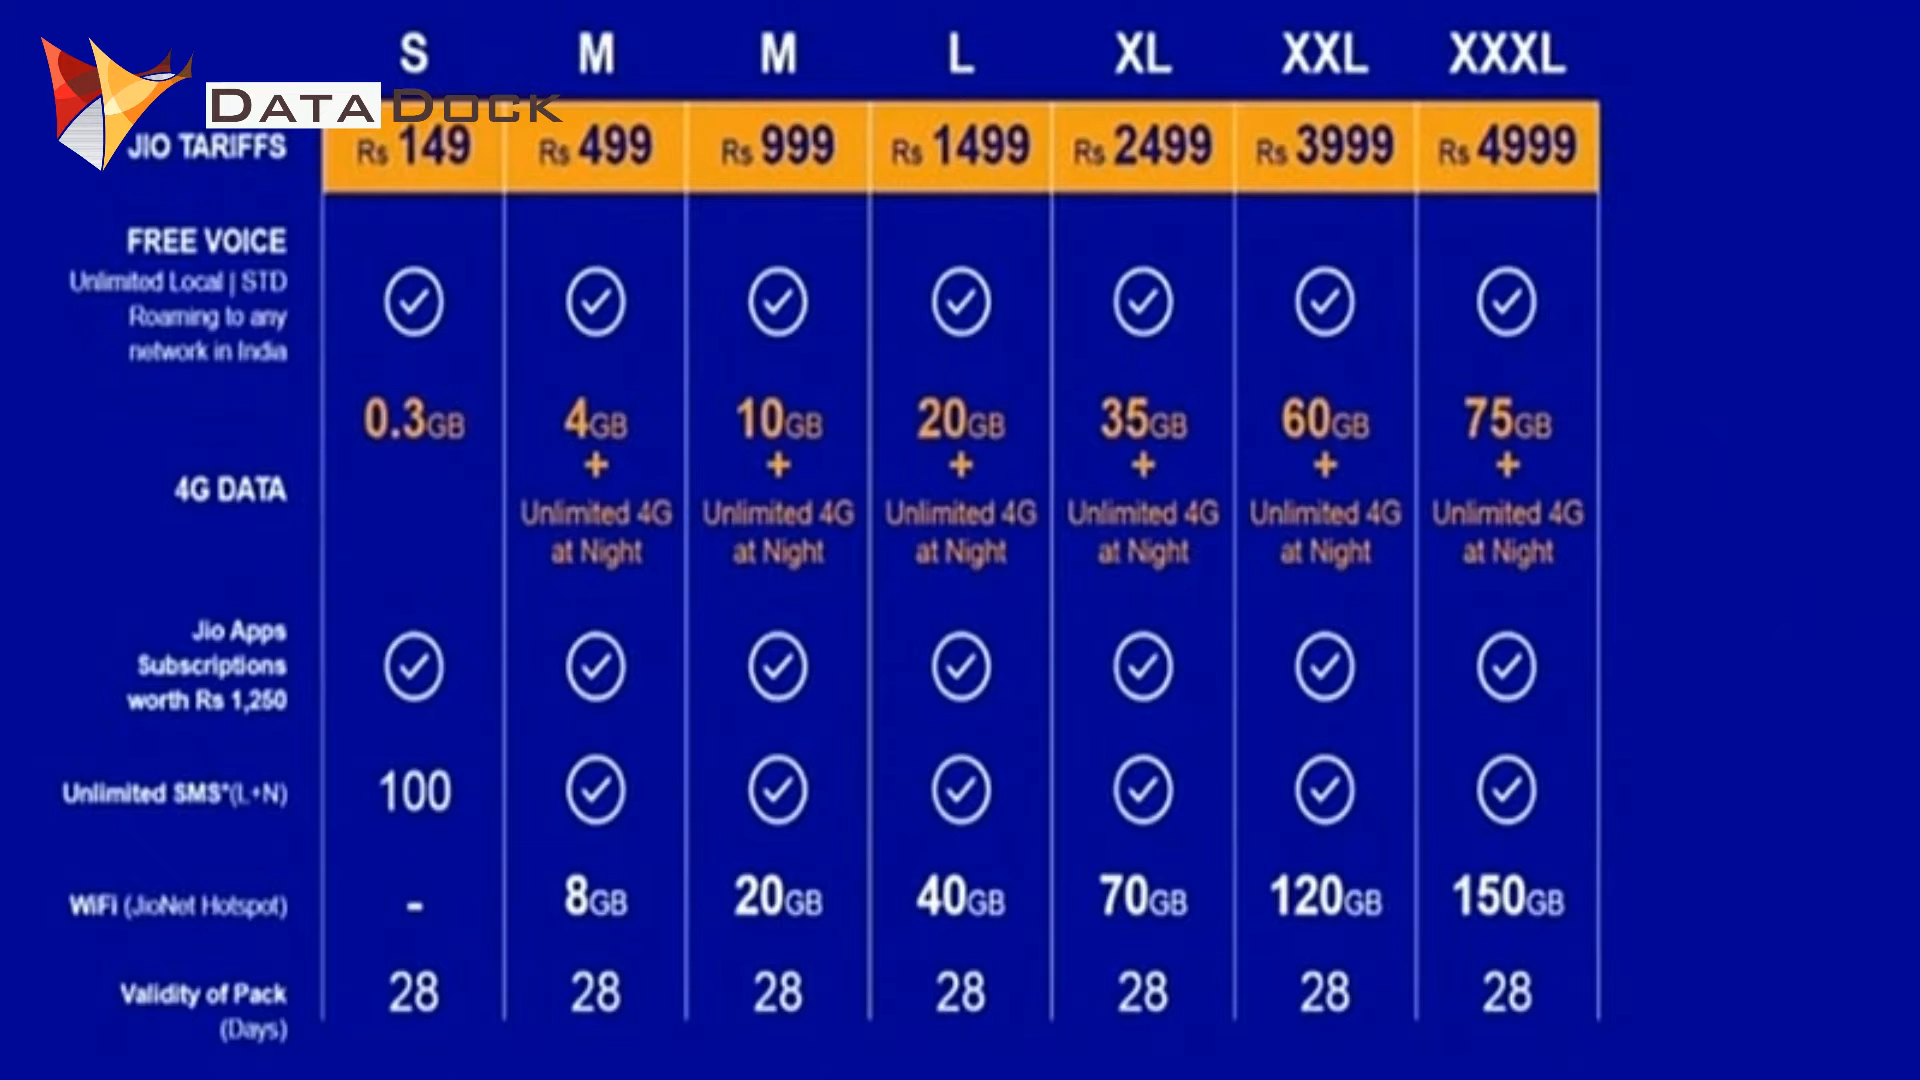 S M M L XL XXL XXXL
DATA DOCK
JIO TARIFFS Rs 149 Rs 499 Rs 999 Rs 1499 Rs 2499 Rs 3999 Rs 4999
FREE VOICE
Unlimited Local | STD
Roaming to any
network in India
0.3GB 4GB 10GB 20GB 35GB 60GB 75GB
+ + + + + +
4G DATA
Unlimited 4G Unlimited 4G Unlimited 4G Unlimited 4G Unlimited 4G Unlimited 4G
at Night at Night at Night at Night at Night at Night
Jio Apps
Subscriptions
worth Rs 1,250
Unlimited SMS*(L+N) 100
WiFi (JioNet Hotspot) - 8GB 20GB 40GB 70GB 120GB 150GB
Validity of Pack 28 28 28 28 28 28 28
(Days)